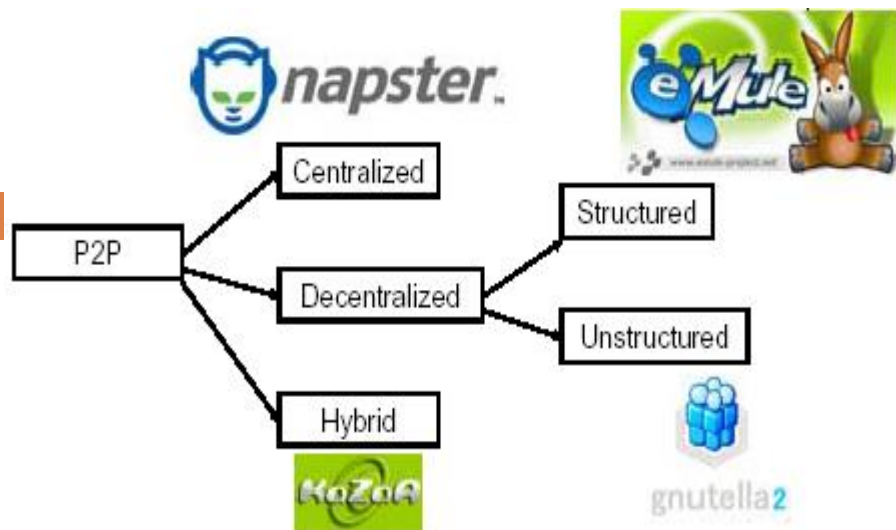 napster.
eMule
www.emule-project.net
Centralized
Structured
P2P
Decentralized
Unstructured
Hybrid
KaZaA
gnutella2